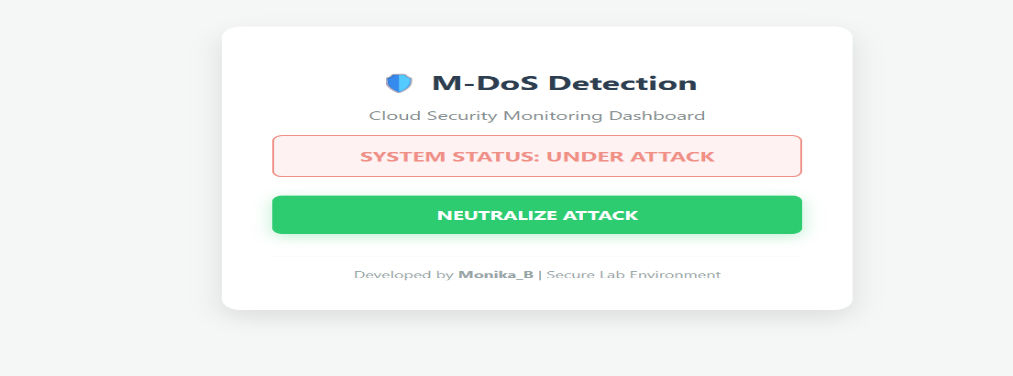 M-DoS Detection
Cloud Security Monitoring Dashboard
SYSTEM STATUS: UNDER ATTACK
NEUTRALIZE ATTACK
Developed by Monika_B | Secure Lab Environment